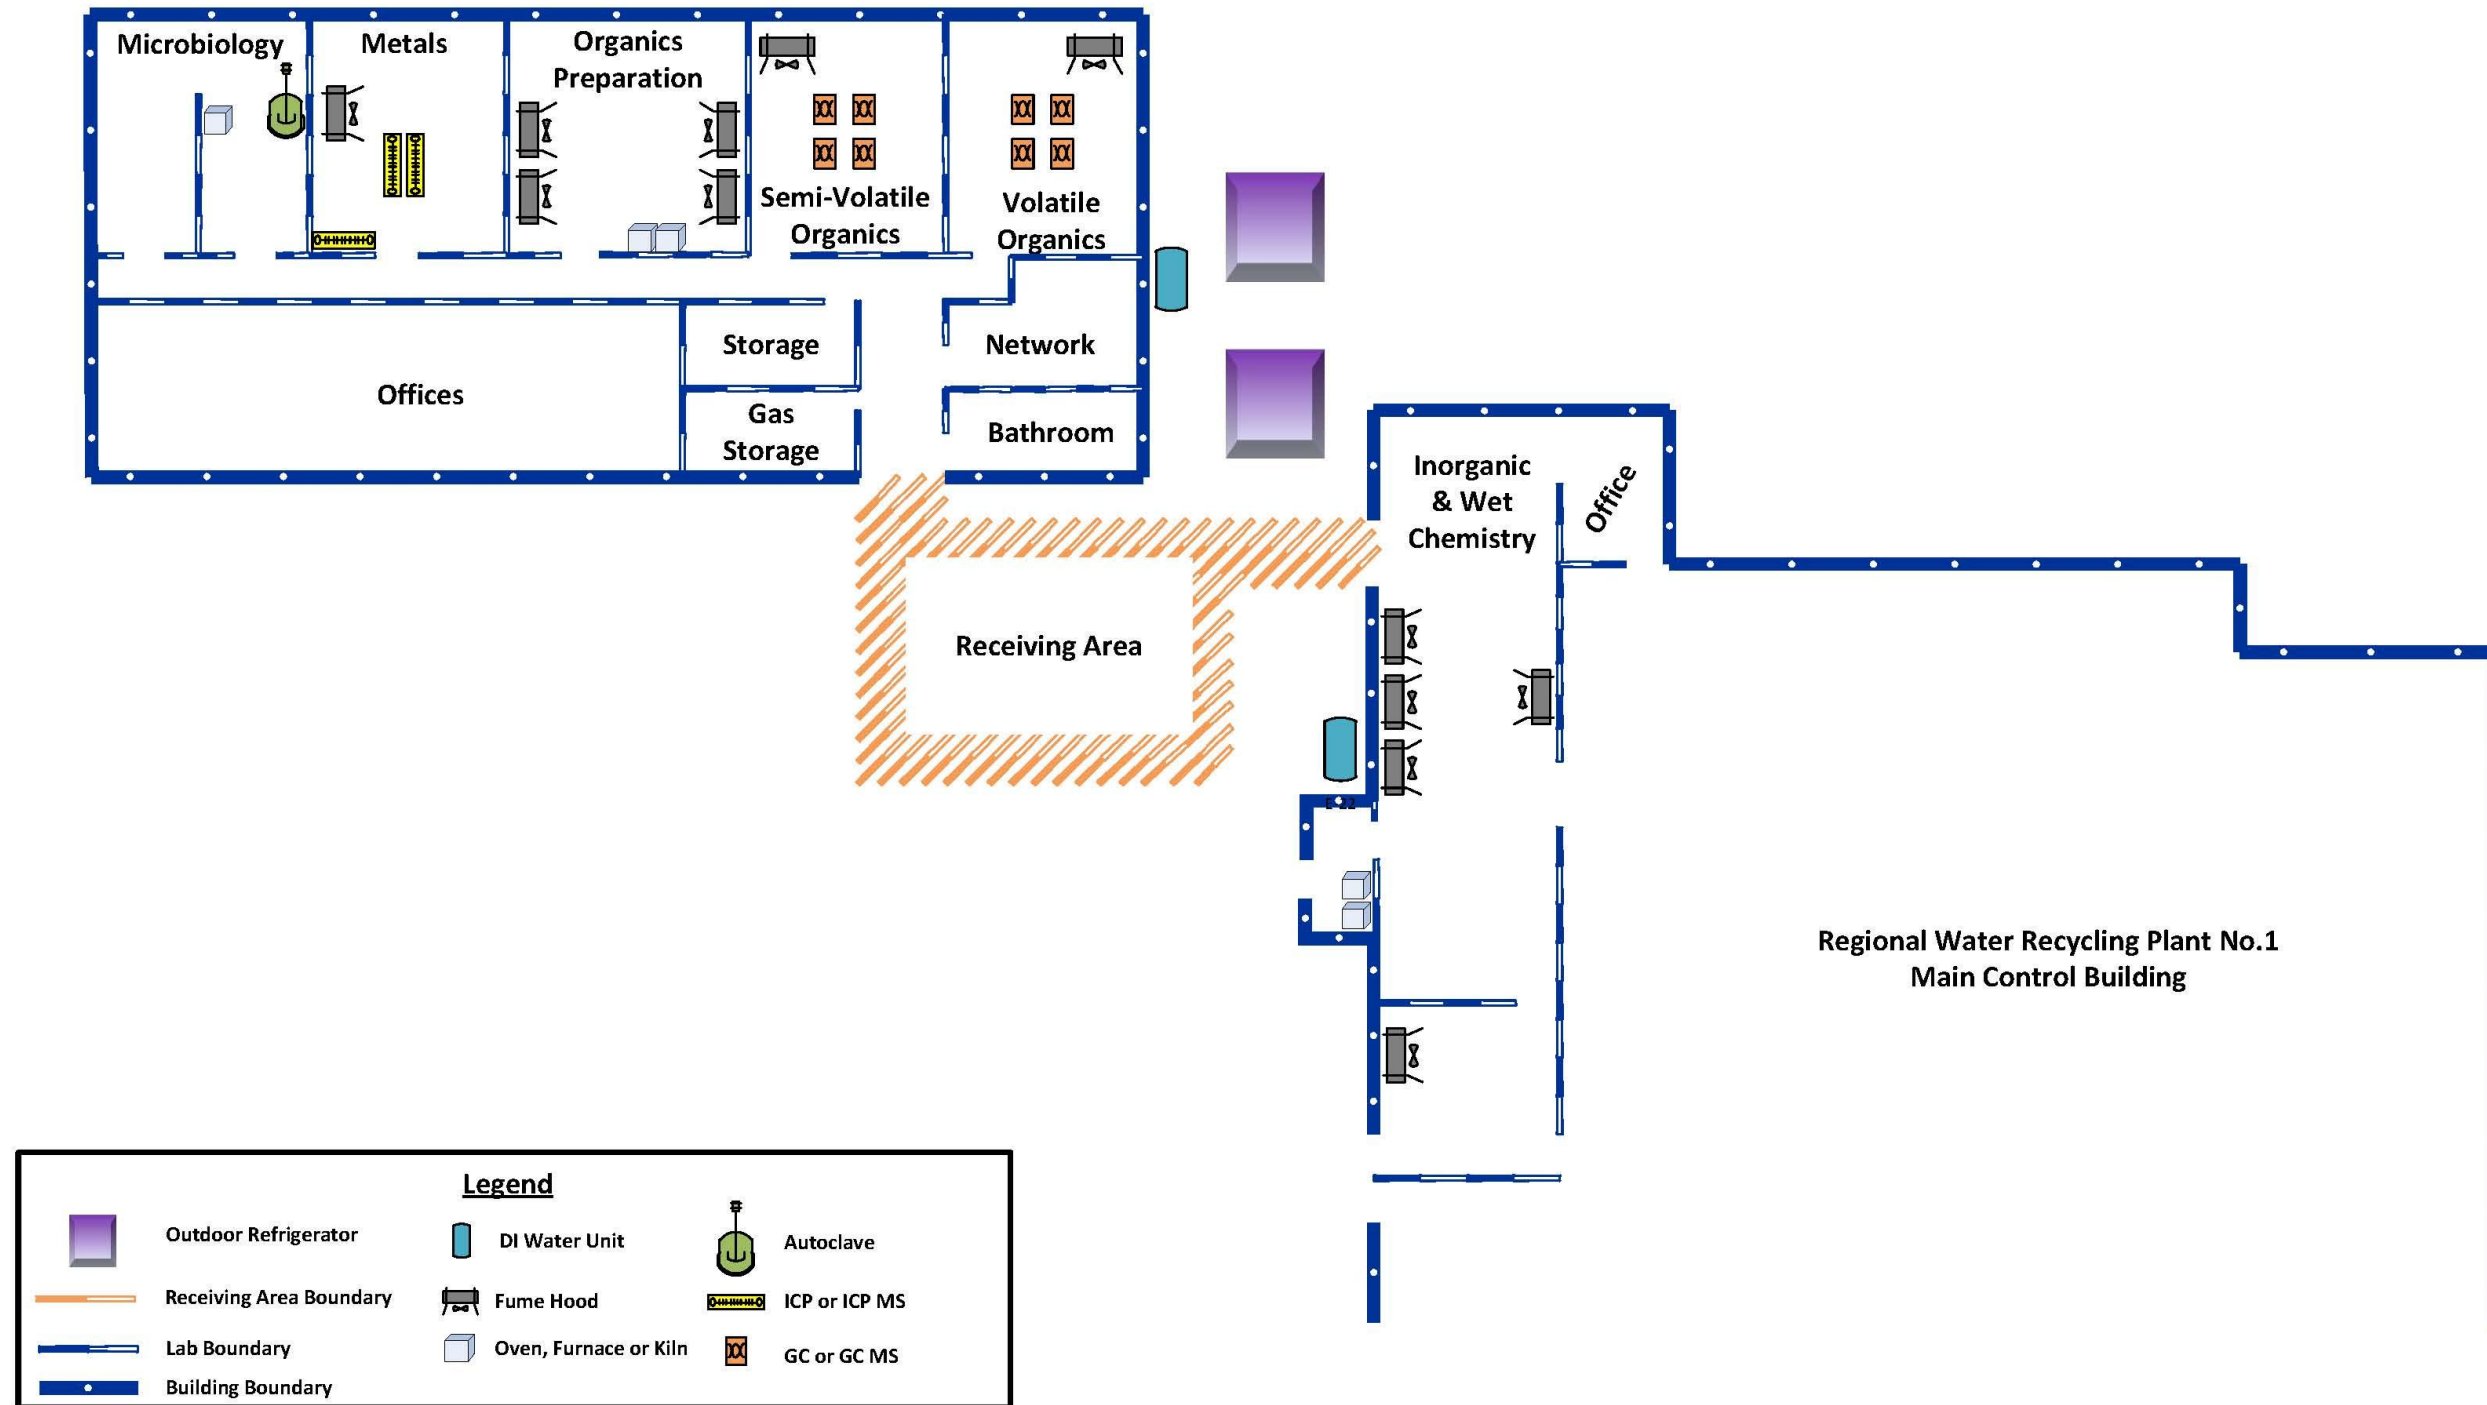 Microbiology
Metals
Organics
Preparation
Semi-Volatile
Organics
Volatile
Organics
Offices
Storage
Gas
Storage
Network
Bathroom
Inorganic
& Wet
Chemistry
Office
Receiving Area
E-22
Regional Water Recycling Plant No.1
Main Control Building
Legend
Outdoor Refrigerator
DI Water Unit
Autoclave
Receiving Area Boundary
Fume Hood
ICP or ICP MS
Lab Boundary
Oven, Furnace or Kiln
GC or GC MS
Building Boundary